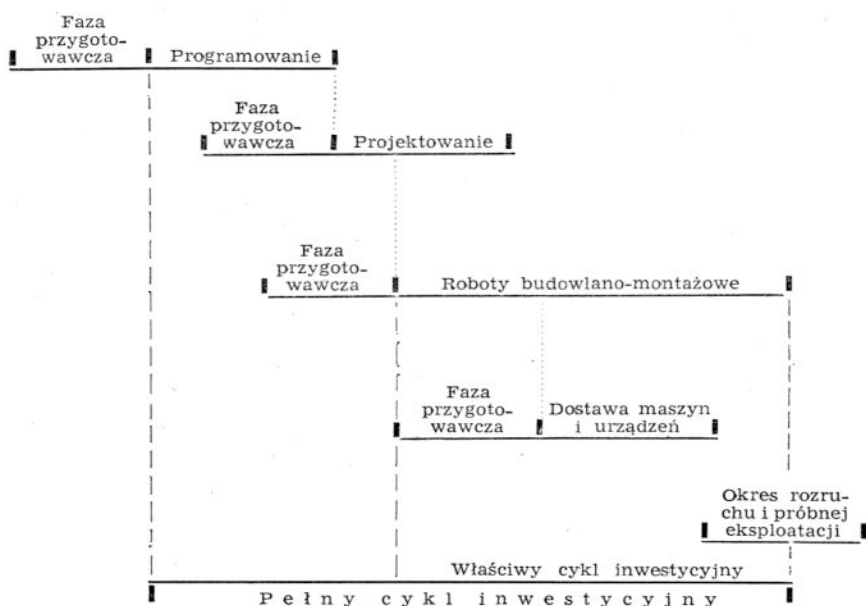 Faza
przygoto-
wawcza
Programowanie
Faza
przygoto-
wawcza
Projektowanie
Faza
przygoto-
wawcza
Roboty budowlano-montażowe
Faza
przygoto-
wawcza
Dostawa maszyn
i urządzeń
Okres rozru-
chu i próbnej
eksploatacji
Właściwy cykl inwestycyjny
Pełny cykl inwestycyjny